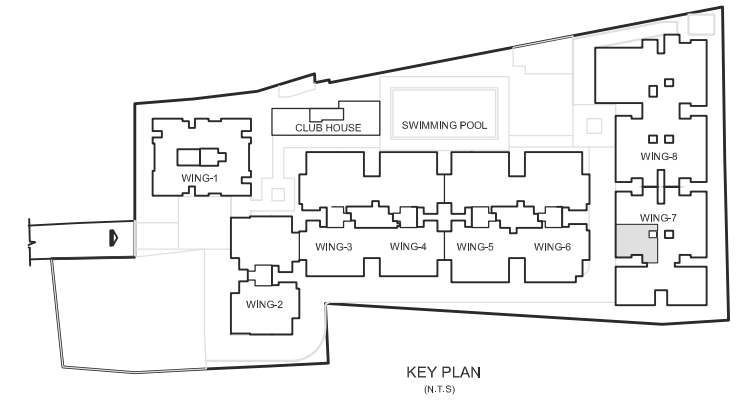 CLUB HOUSE
SWIMMING POOL
WING-8
WING-1
WING-7
WING-3
WING-4
WING-5
WING-6
WING-2
KEY PLAN
(N.T.S)